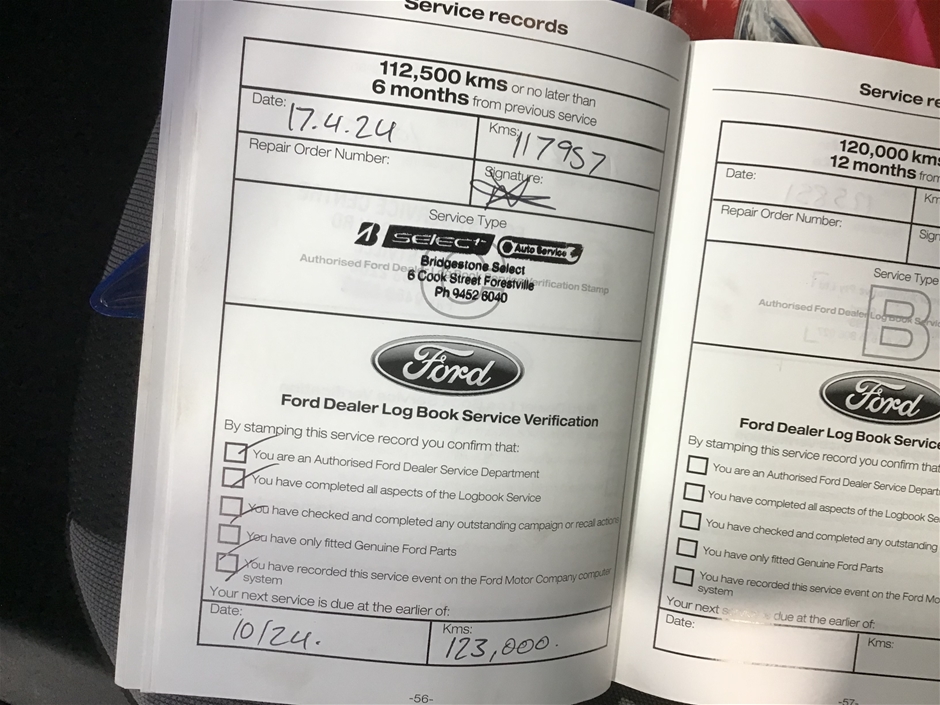 Service records
112,500 kms or no later than
6 months from previous service
Date: 17.4.24
Kms: 117957
Repair Order Number:
Signature:
Service Type
SELECT Auto Service
Bridgestone Select
Authorised Ford Dealer Verification Stamp
6 Cook Street Forestville
Ph 9452 6040
Ford
Ford Dealer Log Book Service Verification
By stamping this service record you confirm that:
You are an Authorised Ford Dealer Service Department
You have completed all aspects of the Logbook Service
You have checked and completed any outstanding campaign or recall actions
You have only fitted Genuine Ford Parts
You have recorded this service event on the Ford Motor Company computer
system
Your next service is due at the earlier of:
Date: 10/24.
Kms: 123,000.
-56-
Service re
120,000 kms
12 months from
Date:
Km
Repair Order Number:
Sign
Service Type
Authorised Ford Dealer Log Book Servi
B
Ford
Ford Dealer Log Book Service
By stamping this service record you confirm that
You are an Authorised Ford Dealer Service Depart
You have completed all aspects of the Logbook Se
You have checked and completed any outstanding
You have only fitted Genuine Ford Parts
You have recorded this service event on the Ford Mo
system
Your next s is due at the earlier of:
Date:
Kms:
-57-